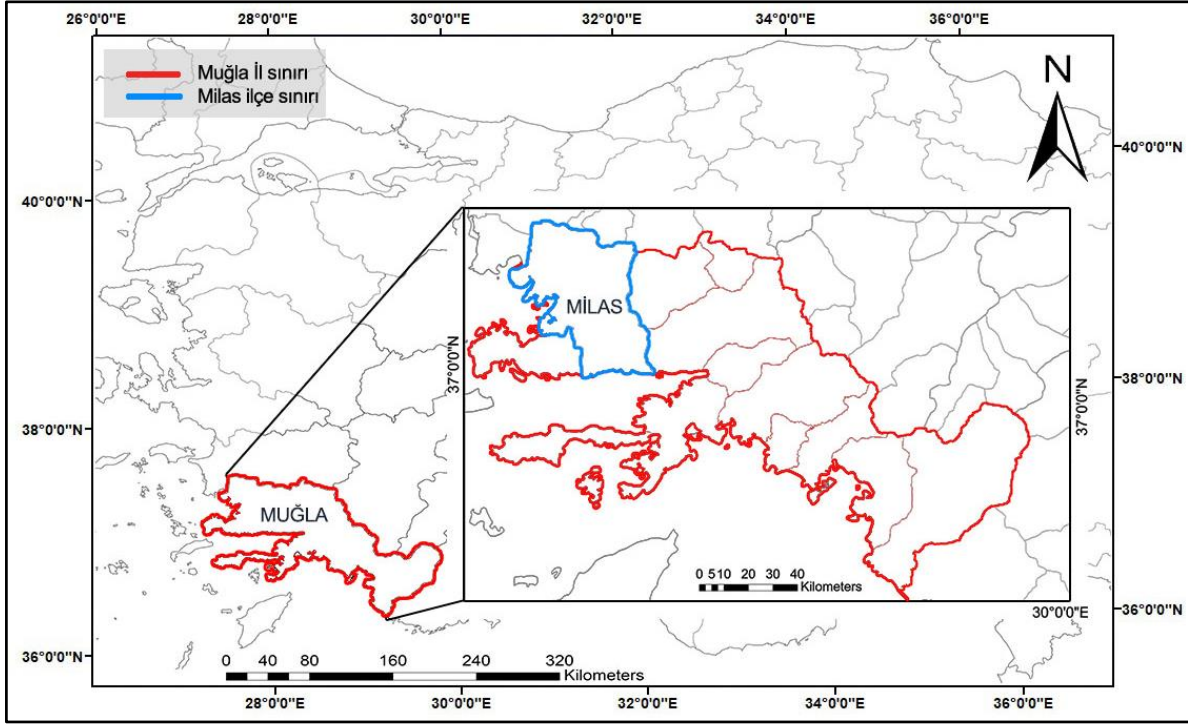 26°0'0"E 28°0'0"E 30°0'0"E 32°0'0"E 34°0'0"E 36°0'0"E
Muğla İl sınırı
Milas ilçe sınırı
N
40°0'0"N
40°0'0"N
MİLAS
37°0'0"N
37°0'0"N
38°0'0"N
38°0'0"N
MUĞLA
0 5 10 20 30 40
Kilometers
30°0'0"E
36°0'0"N
36°0'0"N
0 40 80 160 240 320
Kilometers
28°0'0"E 30°0'0"E 32°0'0"E 34°0'0"E 36°0'0"E